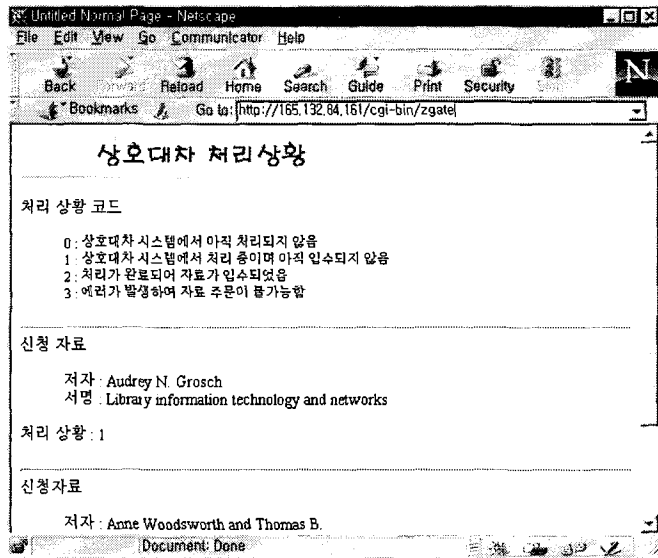 Untitled Normal Page - Netscape
File Edit View Go Communicator Help
Back Forward Reload Home Search Guide Print Security Stop
Bookmarks Go to: http://165.132.84.161/cgi-bin/zgate
상호대차 처리상황
처리 상황 코드
0 : 상호대차 시스템에서 아직 처리되지 않음
1 : 상호대차 시스템에서 처리 중이며 아직 입수되지 않음
2 : 처리가 완료되어 자료가 입수되었음
3 : 에러가 발생하여 자료 주문이 불가능함
신청 자료
저자 : Audrey N. Grosch
서명 : Library information technology and networks
처리 상황 : 1
신청자료
저자 : Anne Woodsworth and Thomas B.
Document: Done